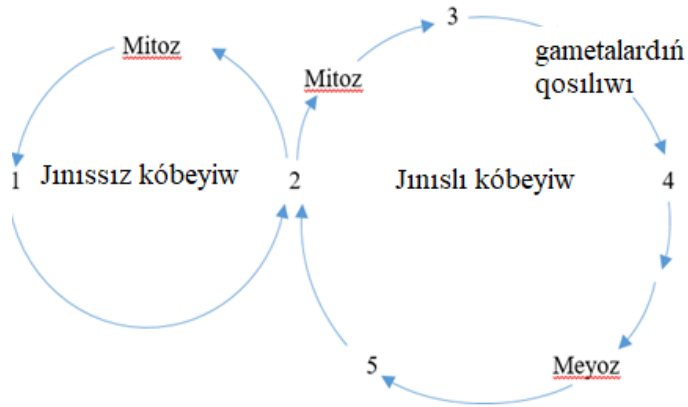 3
Mitoz
gametalardıń
qosılıwı
Mitoz
1
Jınıssız kóbeyiw
2
Jınıslı kóbeyiw
4
5
Meyoz